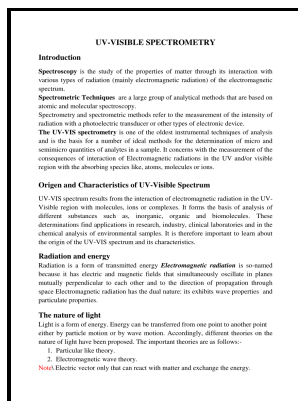 UV-VISIBLE SPECTROMETRY
Introduction
Spectroscopy is the study of the properties of matter through its interaction with
various types of radiation (mainly electromagnetic radiation) of the electromagnetic
spectrum.
Spectrometric Techniques are a large group of analytical methods that are based on
atomic and molecular spectroscopy.
Spectrometry and spectrometric methods refer to the measurement of the intensity of
radiation with a photoelectric transducer or other types of electronic device.
The UV-VIS spectrometry is one of the oldest instrumental techniques of analysis
and is the basis for a number of ideal methods for the determination of micro and
semimicro quantities of analytes in a sample. It concerns with the measurement of the
consequences of interaction of Electromagnetic radiations in the UV and/or visible
region with the absorbing species like, atoms, molecules or ions.
Origen and Characteristics of UV-Visible Spectrum
UV-VIS spectrum results from the interaction of electromagnetic radiation in the UV-
Visible region with molecules, ions or complexes. It forms the basis of analysis of
different substances such as, inorganic, organic and biomolecules. These
determinations find applications in research, industry, clinical laboratories and in the
chemical analysis of environmental samples. It is therefore important to learn about
the origin of the UV-VIS spectrum and its characteristics.
Radiation and energy
Radiation is a form of transmitted energy Electromagnetic radiation is so-named
because it has electric and magnetic fields that simultaneously oscillate in planes
mutually perpendicular to each other and to the direction of propagation through
space Electromagnetic radiation has the dual nature: its exhibits wave properties and
particulate properties.
The nature of light
Light is a form of energy. Energy can be transferred from one point to another point
either by particle motion or by wave motion. Accordingly, different theories on the
nature of light have been proposed. The important theories are as follows:-
1. Particular like theory.
2. Electromagnetic wave theory.
Note\ Electric vector only that can react with matter and exchange the energy.